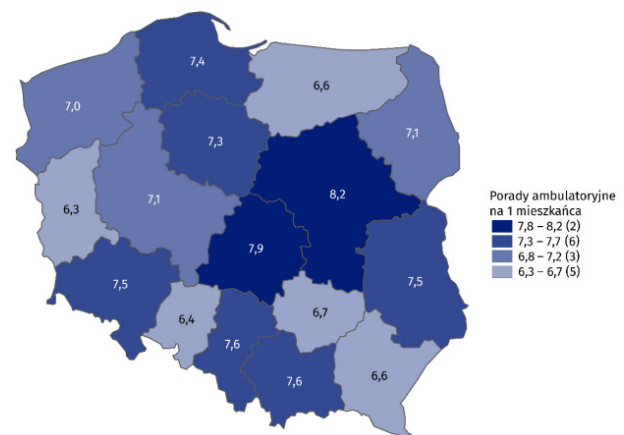 7,4
6,6
7,0
7,1
7,3
8,2
7,1
6,3
7,9
7,5
7,5
6,4
6,7
7,6
7,6
6,6
Porady ambulatoryjne
na 1 mieszkańca
7,8 – 8,2 (2)
7,3 – 7,7 (6)
6,8 – 7,2 (3)
6,3 – 6,7 (5)